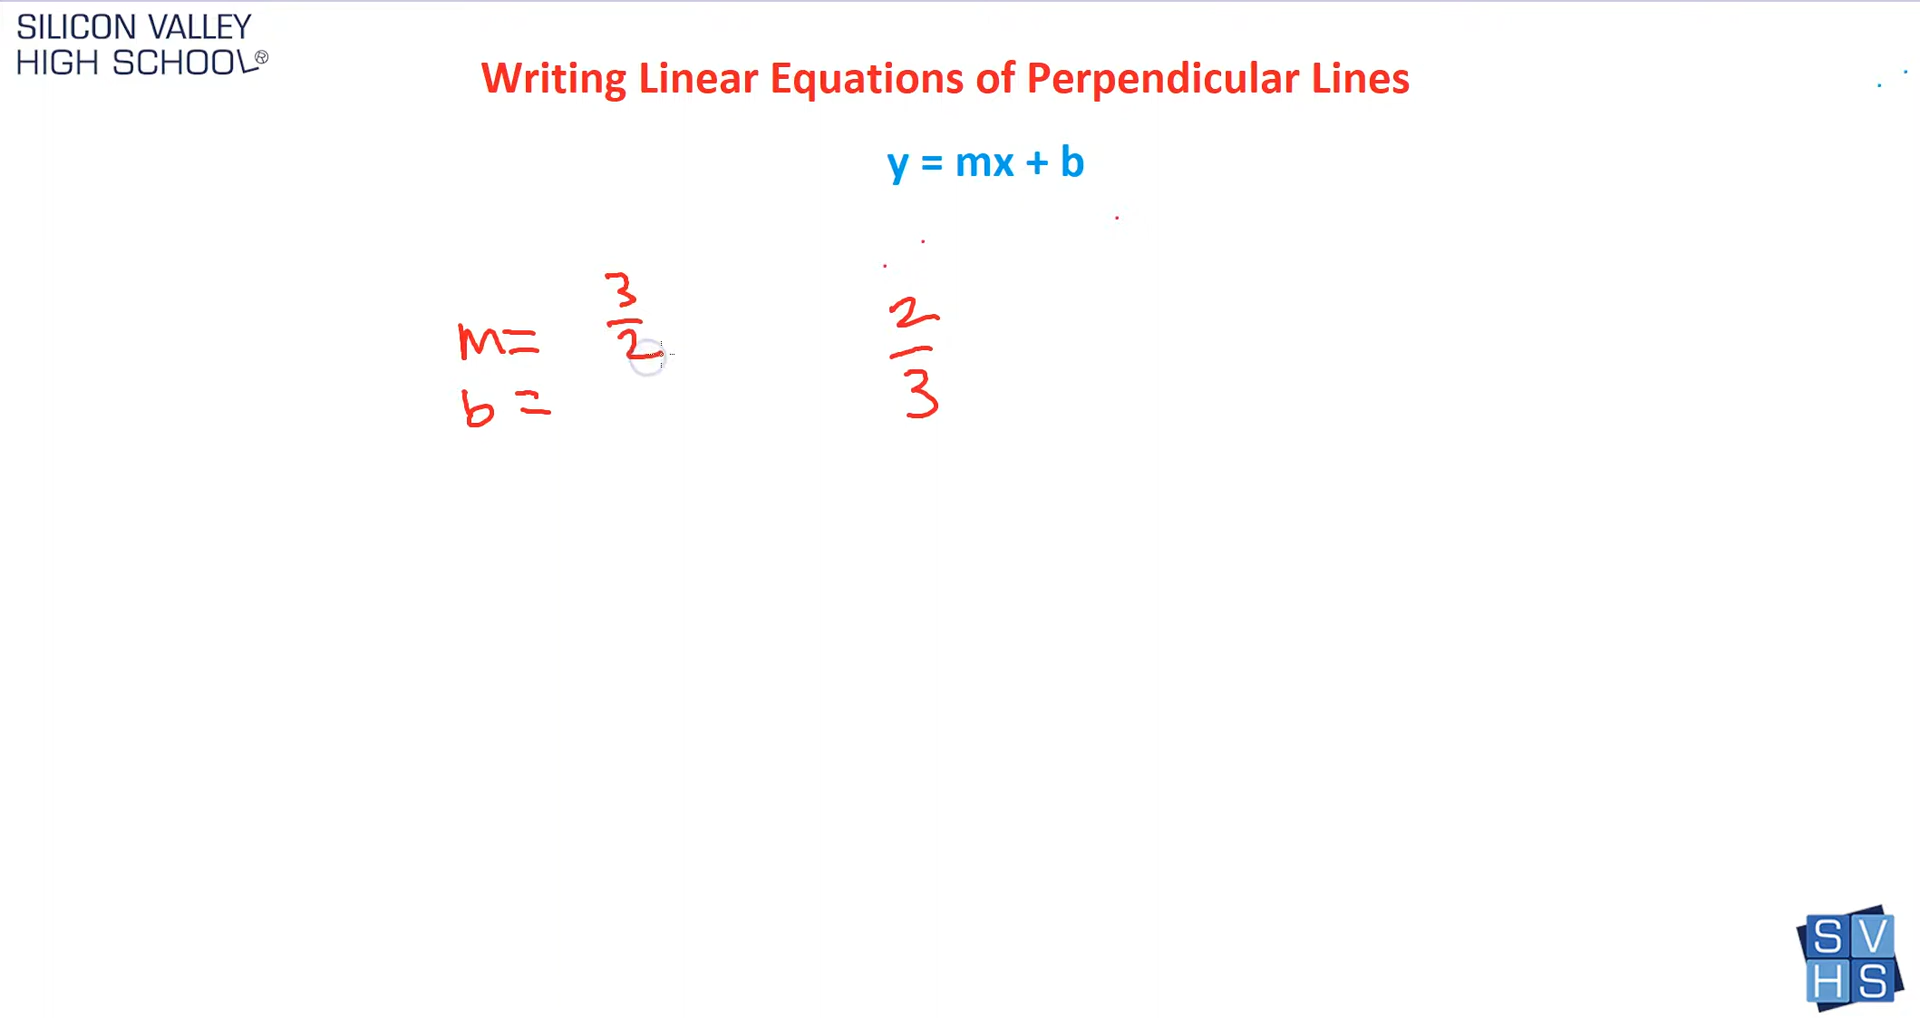 SILICON VALLEY
HIGH SCHOOL®
Writing Linear Equations of Perpendicular Lines
y = mx + b
m= 3/2 2/3
b =
SV
HS